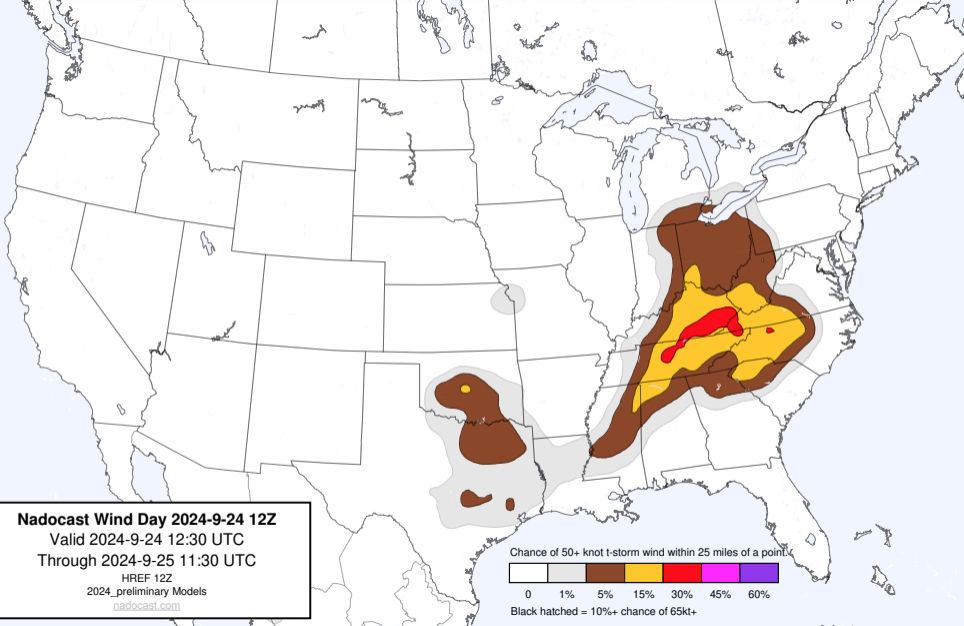 Nadocast Wind Day 2024-9-24 12Z
Valid 2024-9-24 12:30 UTC
Through 2024-9-25 11:30 UTC
HREF 12Z
2024_preliminary Models
nadocast.com
Chance of 50+ knot t-storm wind within 25 miles of a point.
0 1% 5% 15% 30% 45% 60%
Black hatched = 10%+ chance of 65kt+